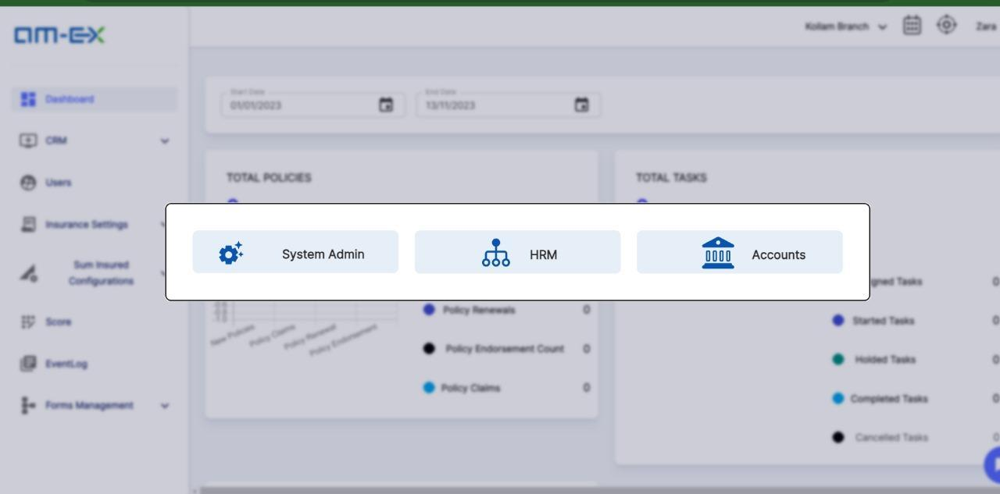 am-ex
Kollam Branch
Zara
Dashboard
CRM
Users
Insurance Settings
Sum Insured
Configurations
Score
EventLog
Forms Management
Start Date
01/01/2023
End Date
13/11/2023
TOTAL POLICIES
TOTAL TASKS
System Admin
HRM
Accounts
-1.0
New Policies
Policy Claims
Policy Renewal
Policy Endorsement
Policy Renewals 0
Policy Endorsement Count 0
Policy Claims 0
gned Tasks 0
Started Tasks 0
Holded Tasks 0
Completed Tasks 0
Cancelled Tasks 0